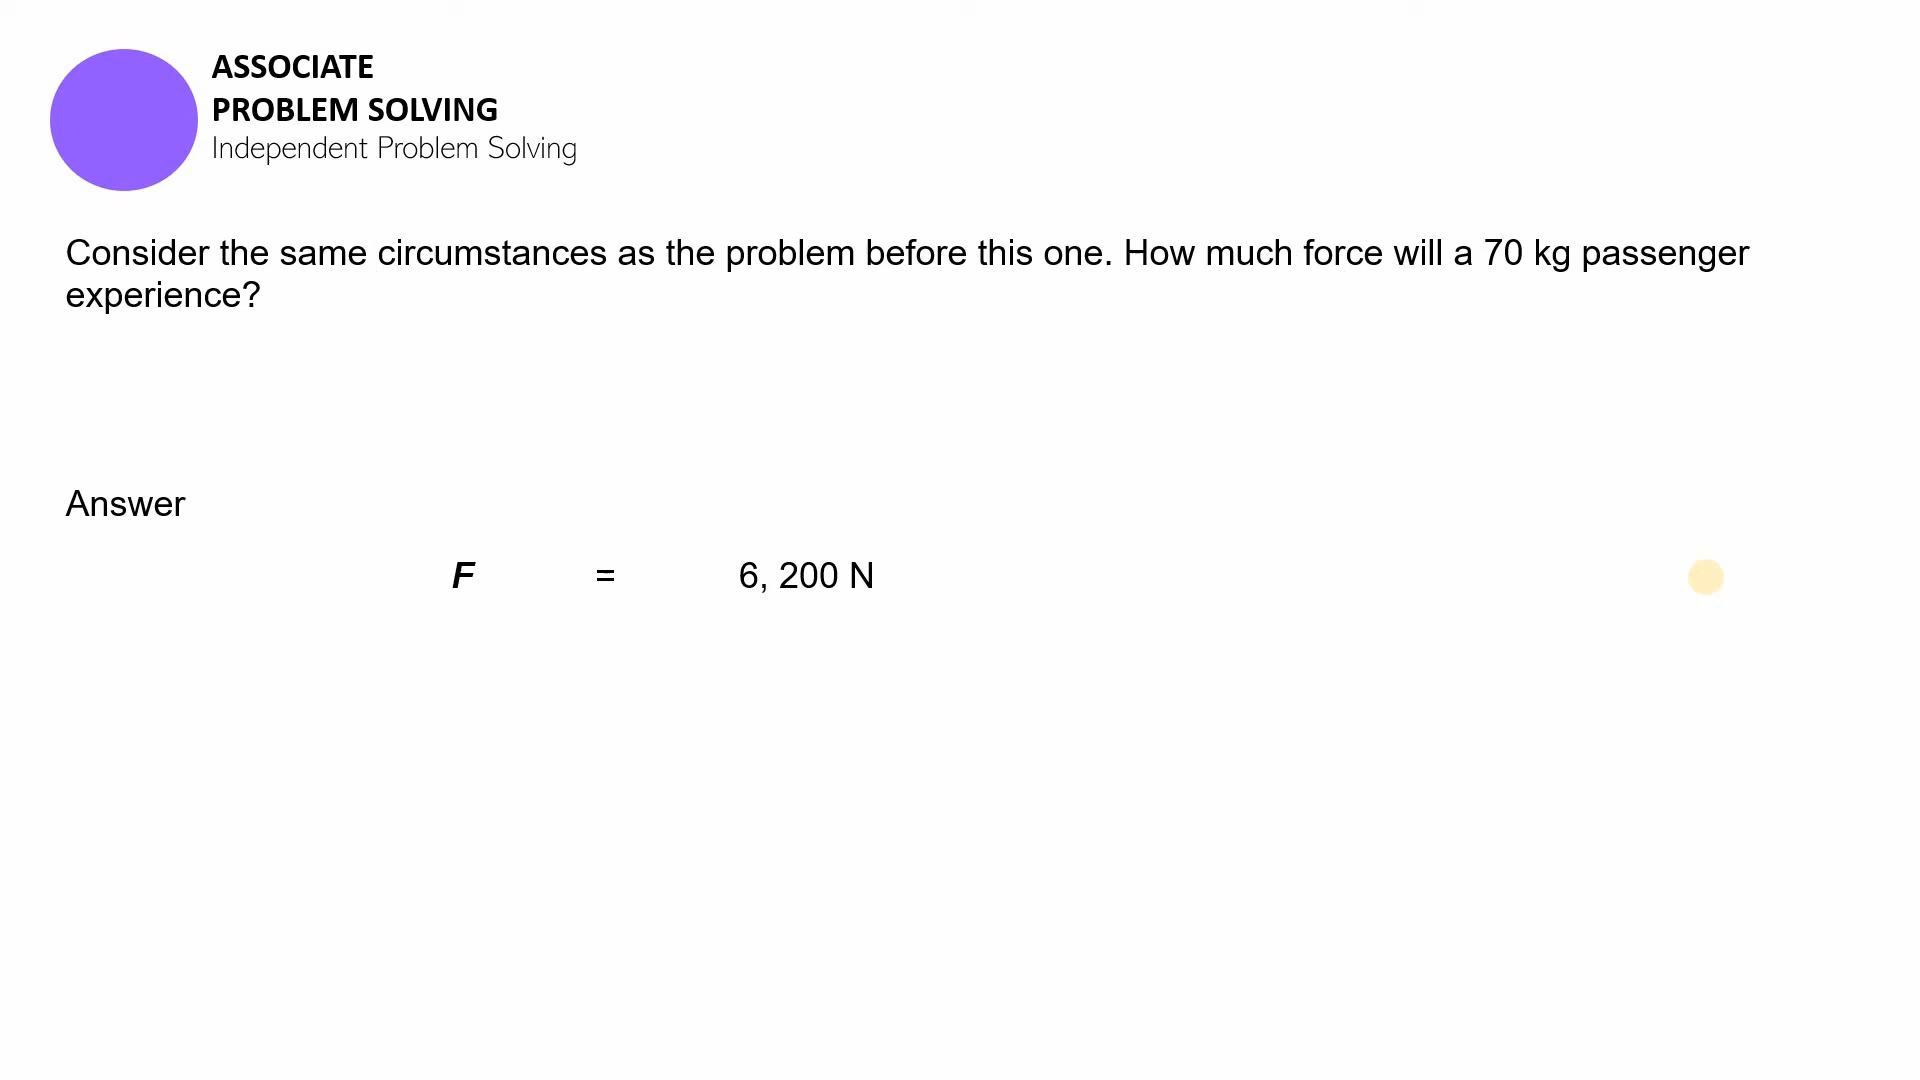 ASSOCIATE
PROBLEM SOLVING
Independent Problem Solving
Consider the same circumstances as the problem before this one. How much force will a 70 kg passenger
experience?
Answer
F = 6, 200 N